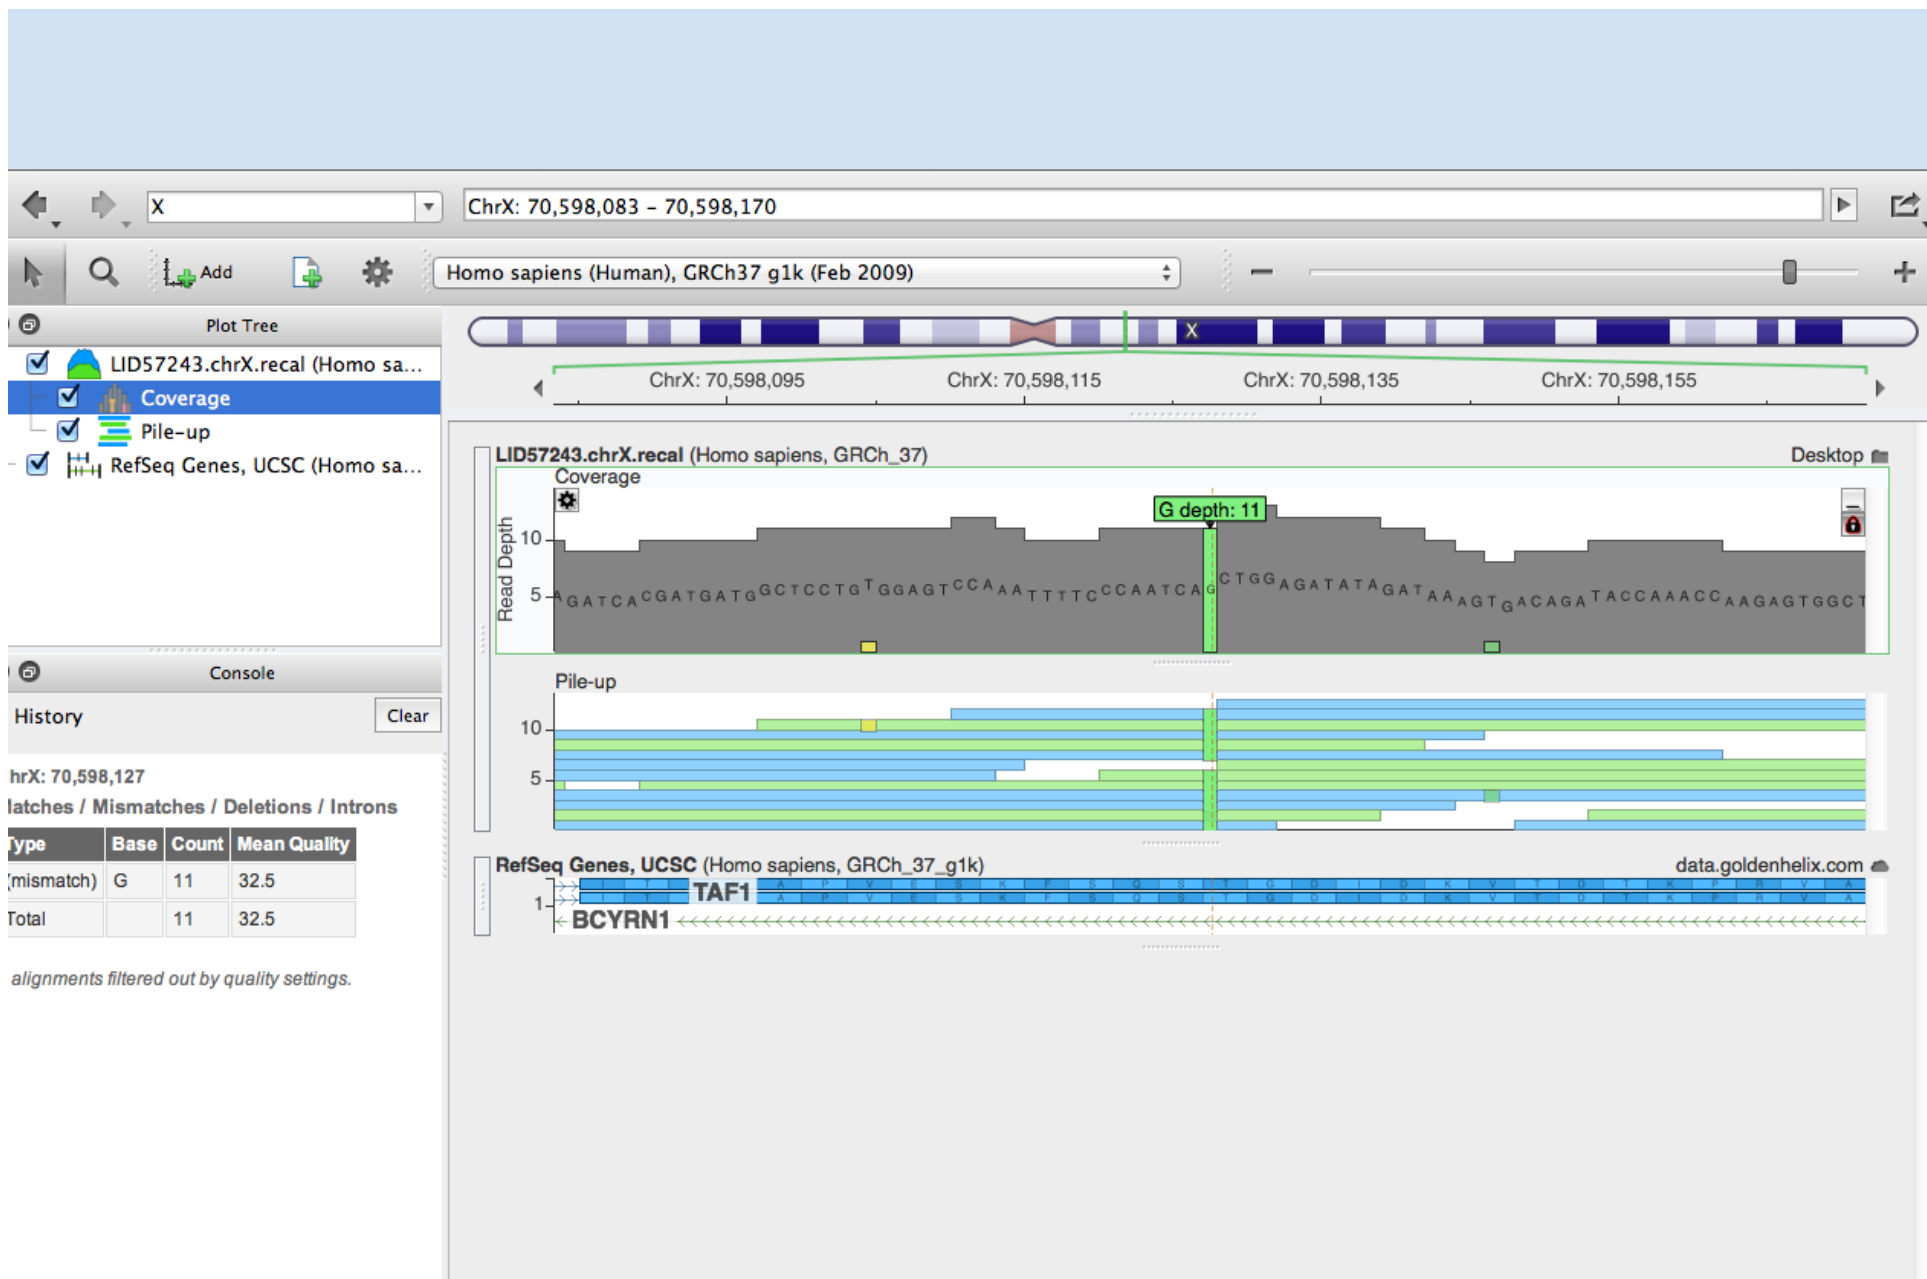 X
ChrX: 70,598,083 – 70,598,170
Add
Homo sapiens (Human), GRCh37 g1k (Feb 2009)
Plot Tree
LID57243.chrX.recal (Homo sa...
Coverage
Pile-up
RefSeq Genes, UCSC (Homo sa...
Console
History
Clear
hrX: 70,598,127
latches / Mismatches / Deletions / Introns
Type Base Count Mean Quality
(mismatch) G 11 32.5
Total 11 32.5
alignments filtered out by quality settings.
X
ChrX: 70,598,095 ChrX: 70,598,115 ChrX: 70,598,135 ChrX: 70,598,155
LID57243.chrX.recal (Homo sapiens, GRCh_37) Desktop
Coverage
G depth: 11
Read Depth
10
5
AGATCACGATGATGGCTCCTGTGGAGTCCAAATTTTCCCAATCAGCTGGAGATATAGATAAAGTGACAGATACCAAACCAAGAGTGGCT
Pile-up
10
5
RefSeq Genes, UCSC (Homo sapiens, GRCh_37_g1k) data.goldenhelix.com
I T TAF1 A P V E S K F S Q S T G D I D K V T D T K P R V A
1
I T A P V E S K F S Q S T G D I D K V T D T K P R V A
BCYRN1